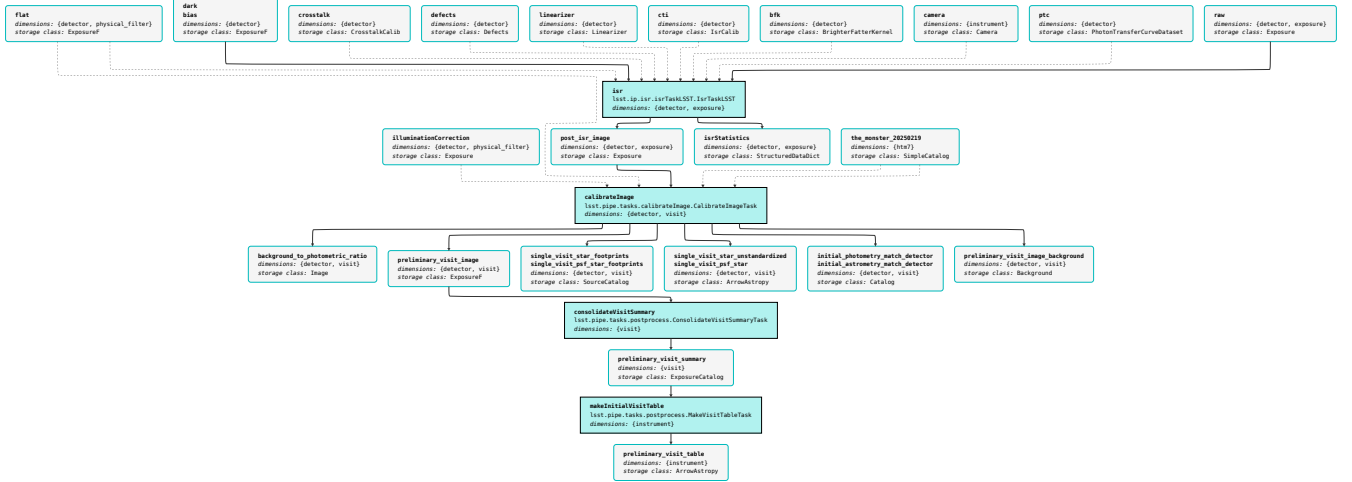 flat
dimensions: {detector, physical_filter}
storage class: ExposureF
dark
bias
dimensions: {detector}
storage class: ExposureF
crosstalk
dimensions: {detector}
storage class: CrosstalkCalib
defects
dimensions: {detector}
storage class: Defects
linearizer
dimensions: {detector}
storage class: Linearizer
cti
dimensions: {detector}
storage class: IsrCalib
bfk
dimensions: {detector}
storage class: BrighterFatterKernel
camera
dimensions: {instrument}
storage class: Camera
ptc
dimensions: {detector}
storage class: PhotonTransferCurveDataset
raw
dimensions: {detector, exposure}
storage class: Exposure
isr
lsst.ip.isr.isrTaskLSST.IsrTaskLSST
dimensions: {detector, exposure}
illuminationCorrection
dimensions: {detector, physical_filter}
storage class: Exposure
post_isr_image
dimensions: {detector, exposure}
storage class: Exposure
isrStatistics
dimensions: {detector, exposure}
storage class: StructuredDataDict
the_monster_20250219
dimensions: {htm7}
storage class: SimpleCatalog
calibrateImage
lsst.pipe.tasks.calibrateImage.CalibrateImageTask
dimensions: {detector, visit}
background_to_photometric_ratio
dimensions: {detector, visit}
storage class: Image
preliminary_visit_image
dimensions: {detector, visit}
storage class: ExposureF
single_visit_star_footprints
single_visit_psf_star_footprints
dimensions: {detector, visit}
storage class: SourceCatalog
single_visit_star_unstandardized
single_visit_psf_star
dimensions: {detector, visit}
storage class: ArrowAstropy
initial_photometry_match_detector
initial_astrometry_match_detector
dimensions: {detector, visit}
storage class: Catalog
preliminary_visit_image_background
dimensions: {detector, visit}
storage class: Background
consolidateVisitSummary
lsst.pipe.tasks.postprocess.ConsolidateVisitSummaryTask
dimensions: {visit}
preliminary_visit_summary
dimensions: {visit}
storage class: ExposureCatalog
makeInitialVisitTable
lsst.pipe.tasks.postprocess.MakeVisitTableTask
dimensions: {instrument}
preliminary_visit_table
dimensions: {instrument}
storage class: ArrowAstropy